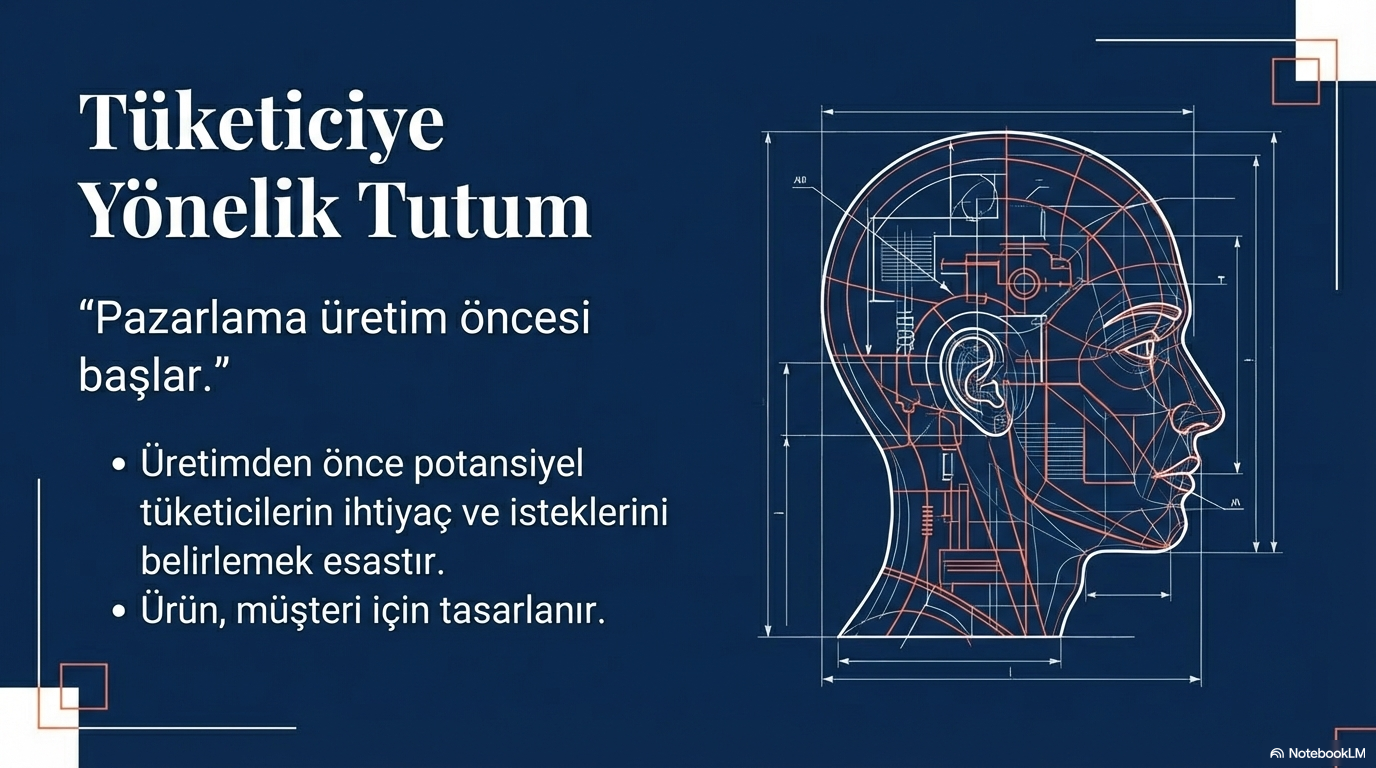 Tüketiciye
Yönelik Tutum
“Pazarlama üretim öncesi
başlar.”
• Üretimden önce potansiyel
tüketicilerin ihtiyaç ve isteklerini
belirlemek esastır.
• Ürün, müşteri için tasarlanır.
NotebookLM